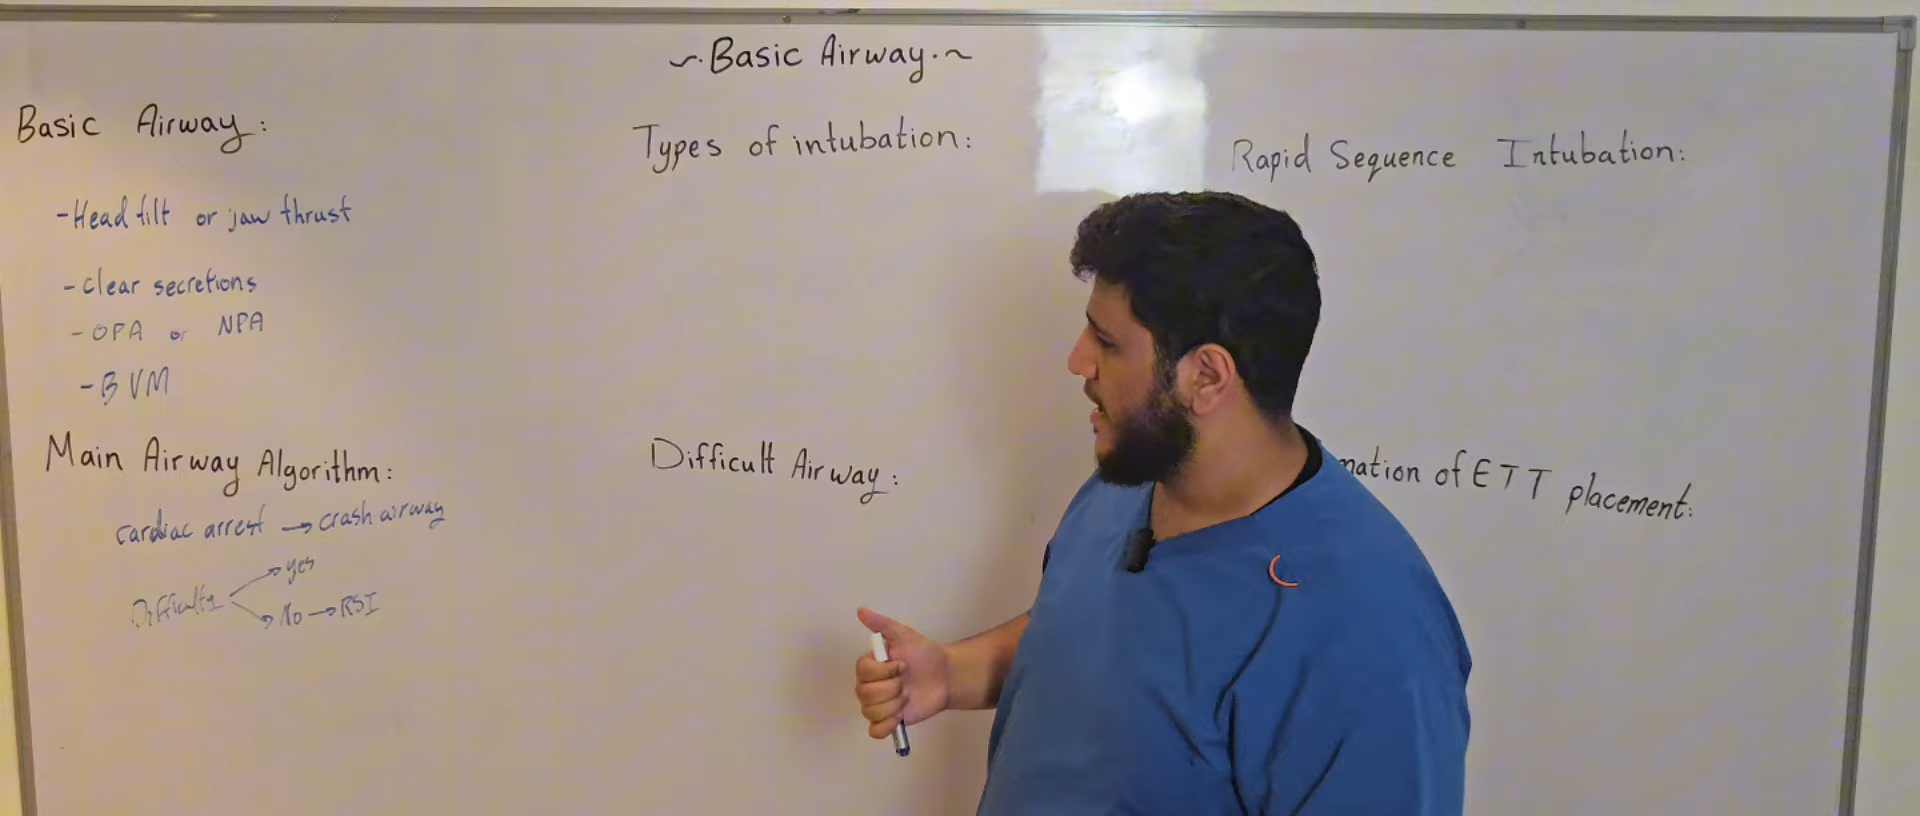 ~. Basic Airway. ~
Basic Airway:
- Head tilt or jaw thrust
- clear secretions
- OPA or NPA
- BVM
Main Airway Algorithm:
cardiac arrest → crash airway
Difficulty → yes
→ No → RSI
Types of intubation:
Difficult Airway:
Rapid Sequence Intubation:
mation of ETT placement: